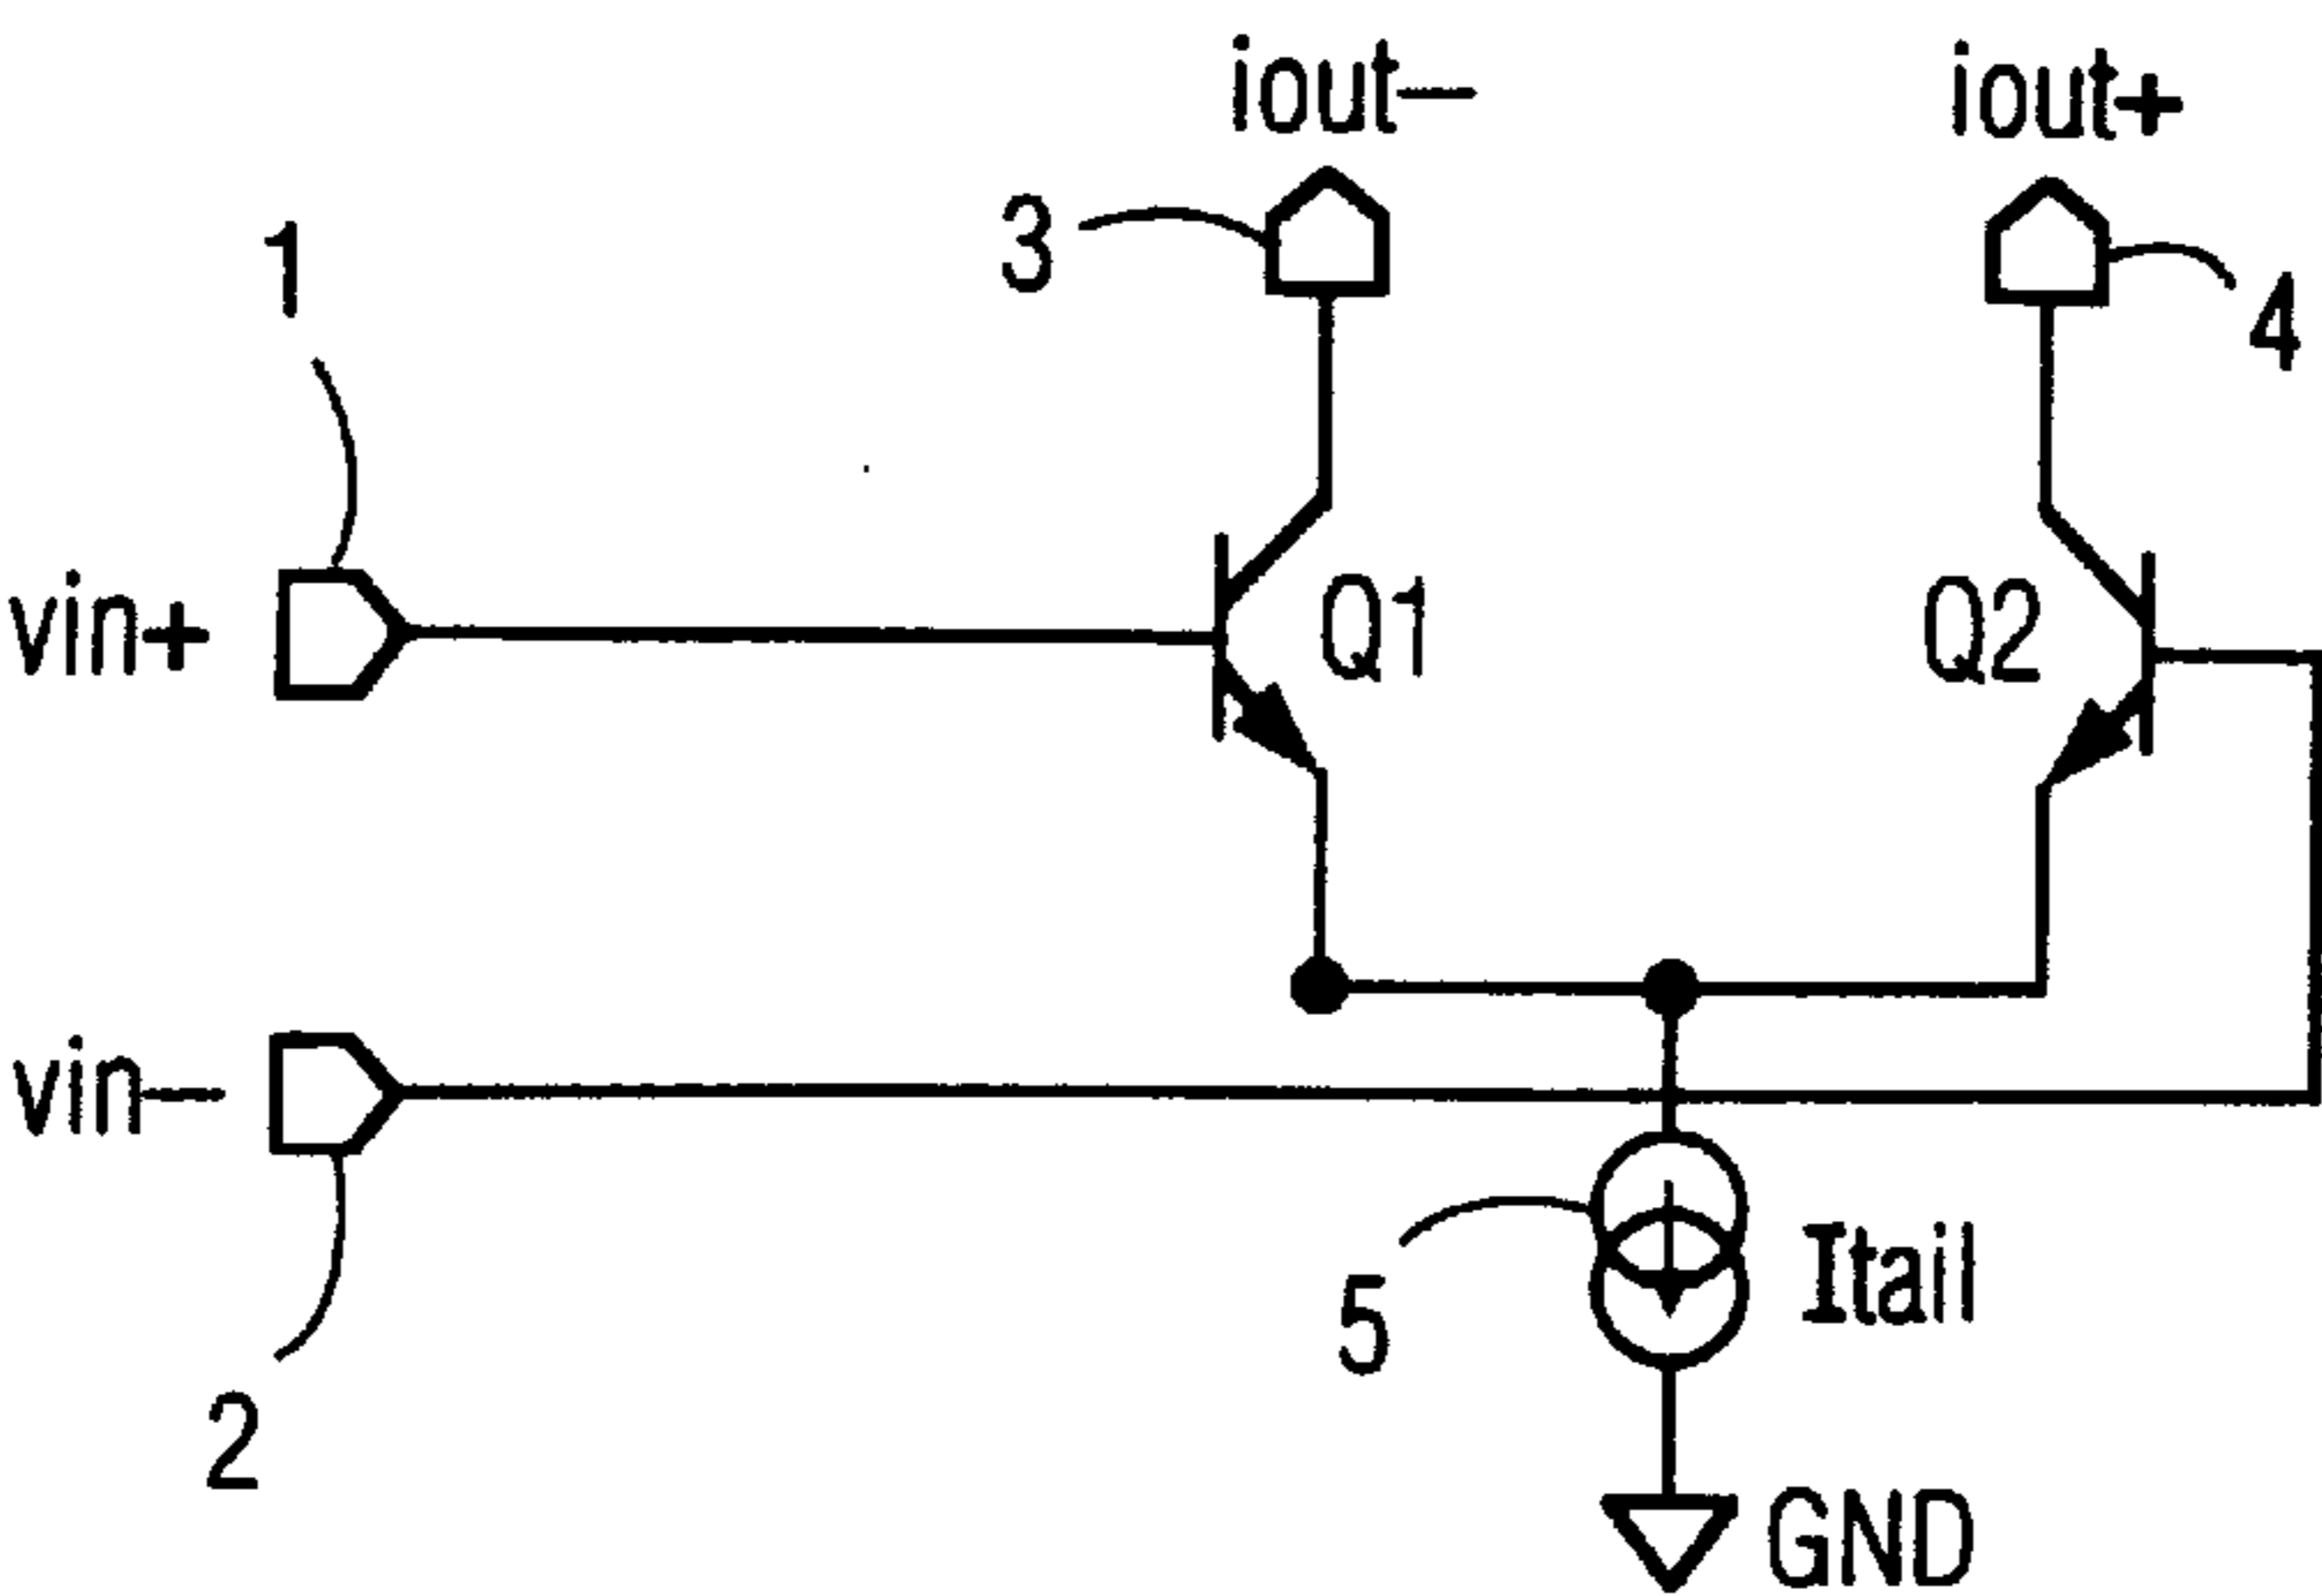 iout—
iout+
3
1
4
vin+
Q1
Q2
vin—
5
Itail
2
GND